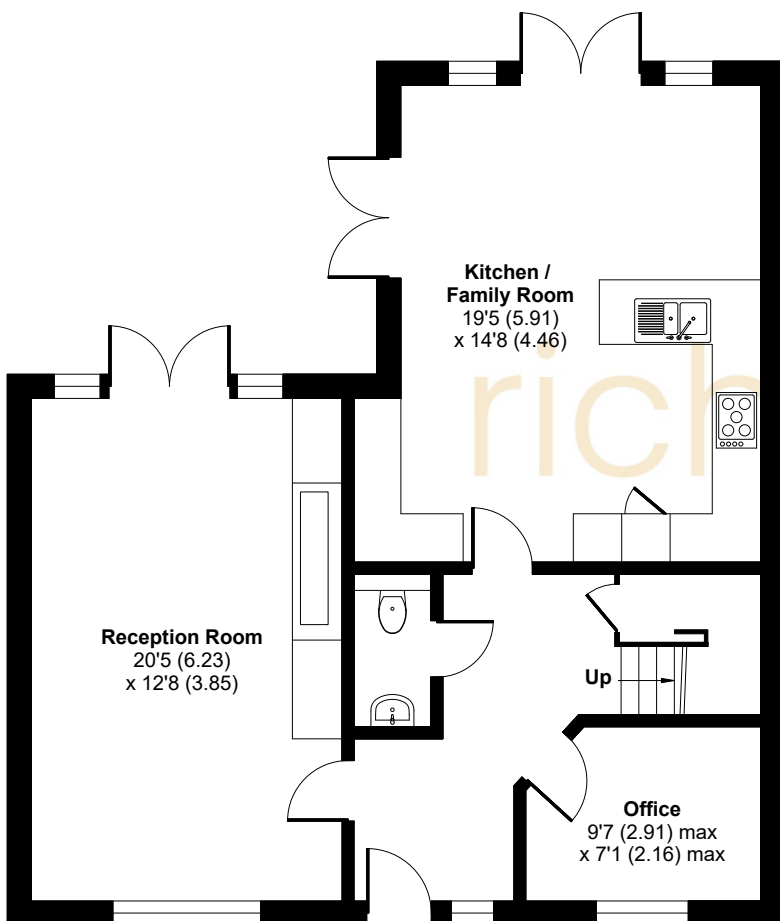 Kitchen /
Family Room
19'5 (5.91)
x 14'8 (4.46)
rich
Reception Room
20'5 (6.23)
x 12'8 (3.85)
Up
Office
9'7 (2.91) max
x 7'1 (2.16) max